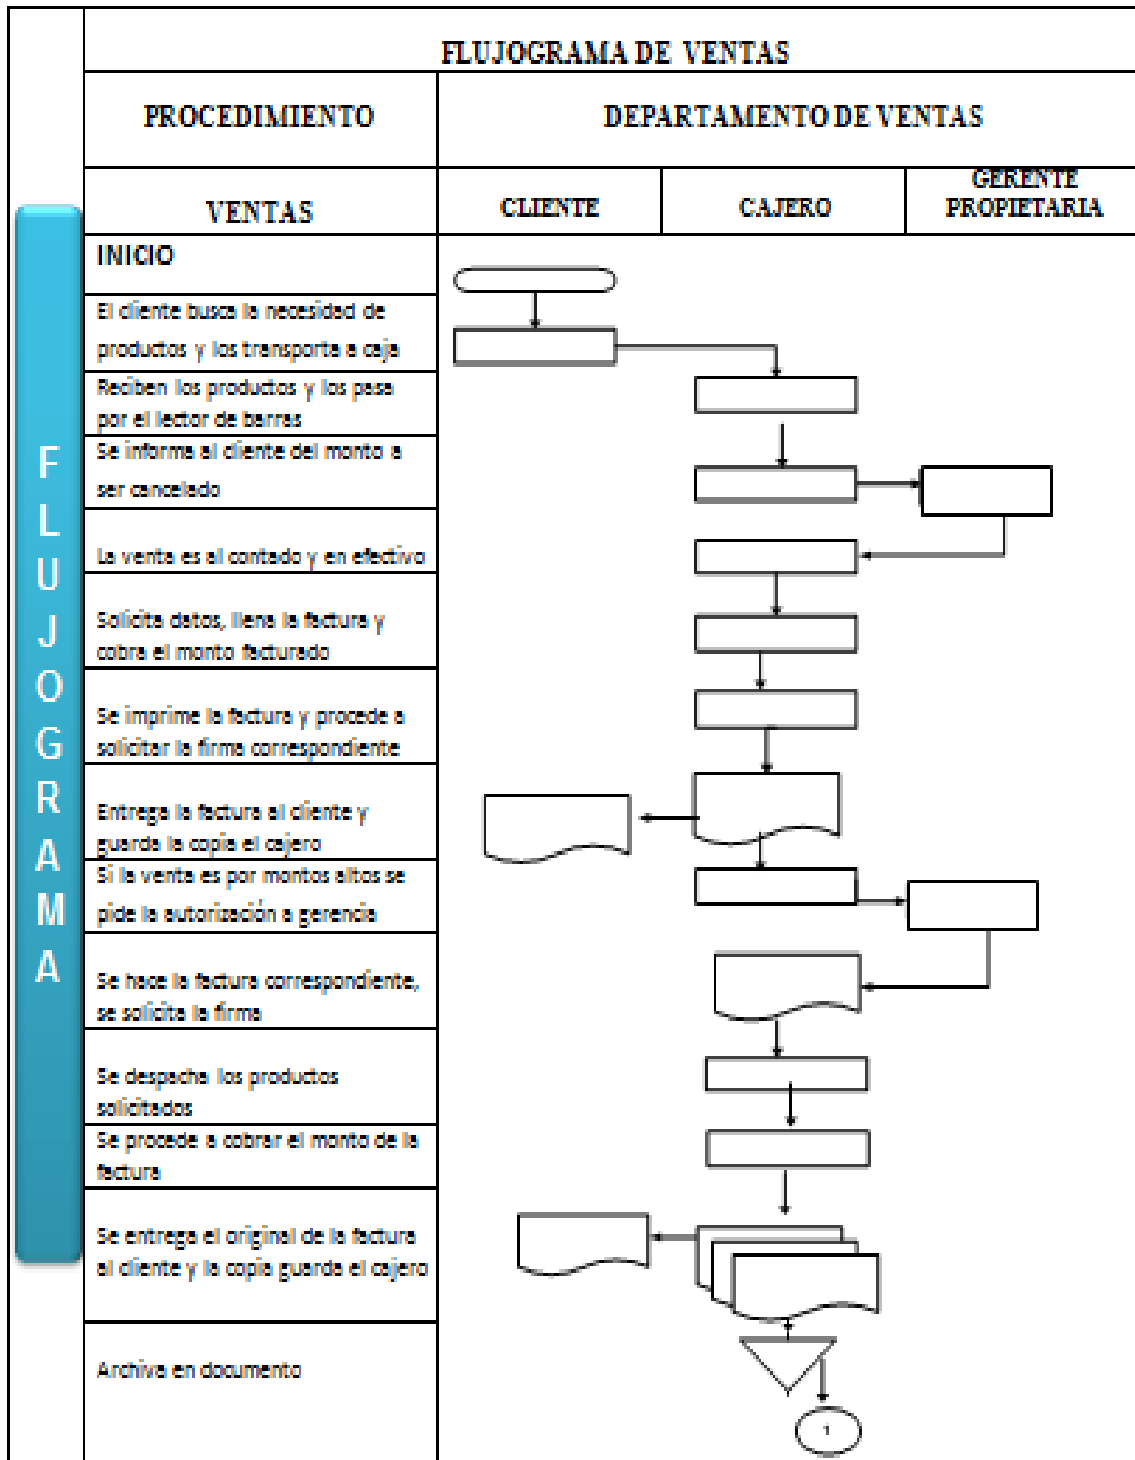 FLUJOGRAMA DE VENTAS
PROCEDIMIENTO
DEPARTAMENTO DE VENTAS
VENTAS
CLIENTE
CAJERO
GERENTE
PROPIETARIA
FLUJOGRAMA
INICIO
El cliente busca la necesidad de
productos y los transporta a caja
Reciben los productos y los pasa
por el lector de barras
Se informa al cliente del monto a
ser cancelado
La venta es al contado y en efectivo
Solicita datos, llena la factura y
cobra el monto facturado
Se imprime la factura y procede a
solicitar la firma correspondiente
Entrega la factura al cliente y
guarda la copia el cajero
Si la venta es por montos altos se
pide la autorización a gerencia
Se hace la factura correspondiente,
se solicita la firma
Se despacha los productos
solicitados
Se procede a cobrar el monto de la
factura
Se entrega el original de la factura
al cliente y la copia guarda el cajero
Archiva en documento
1